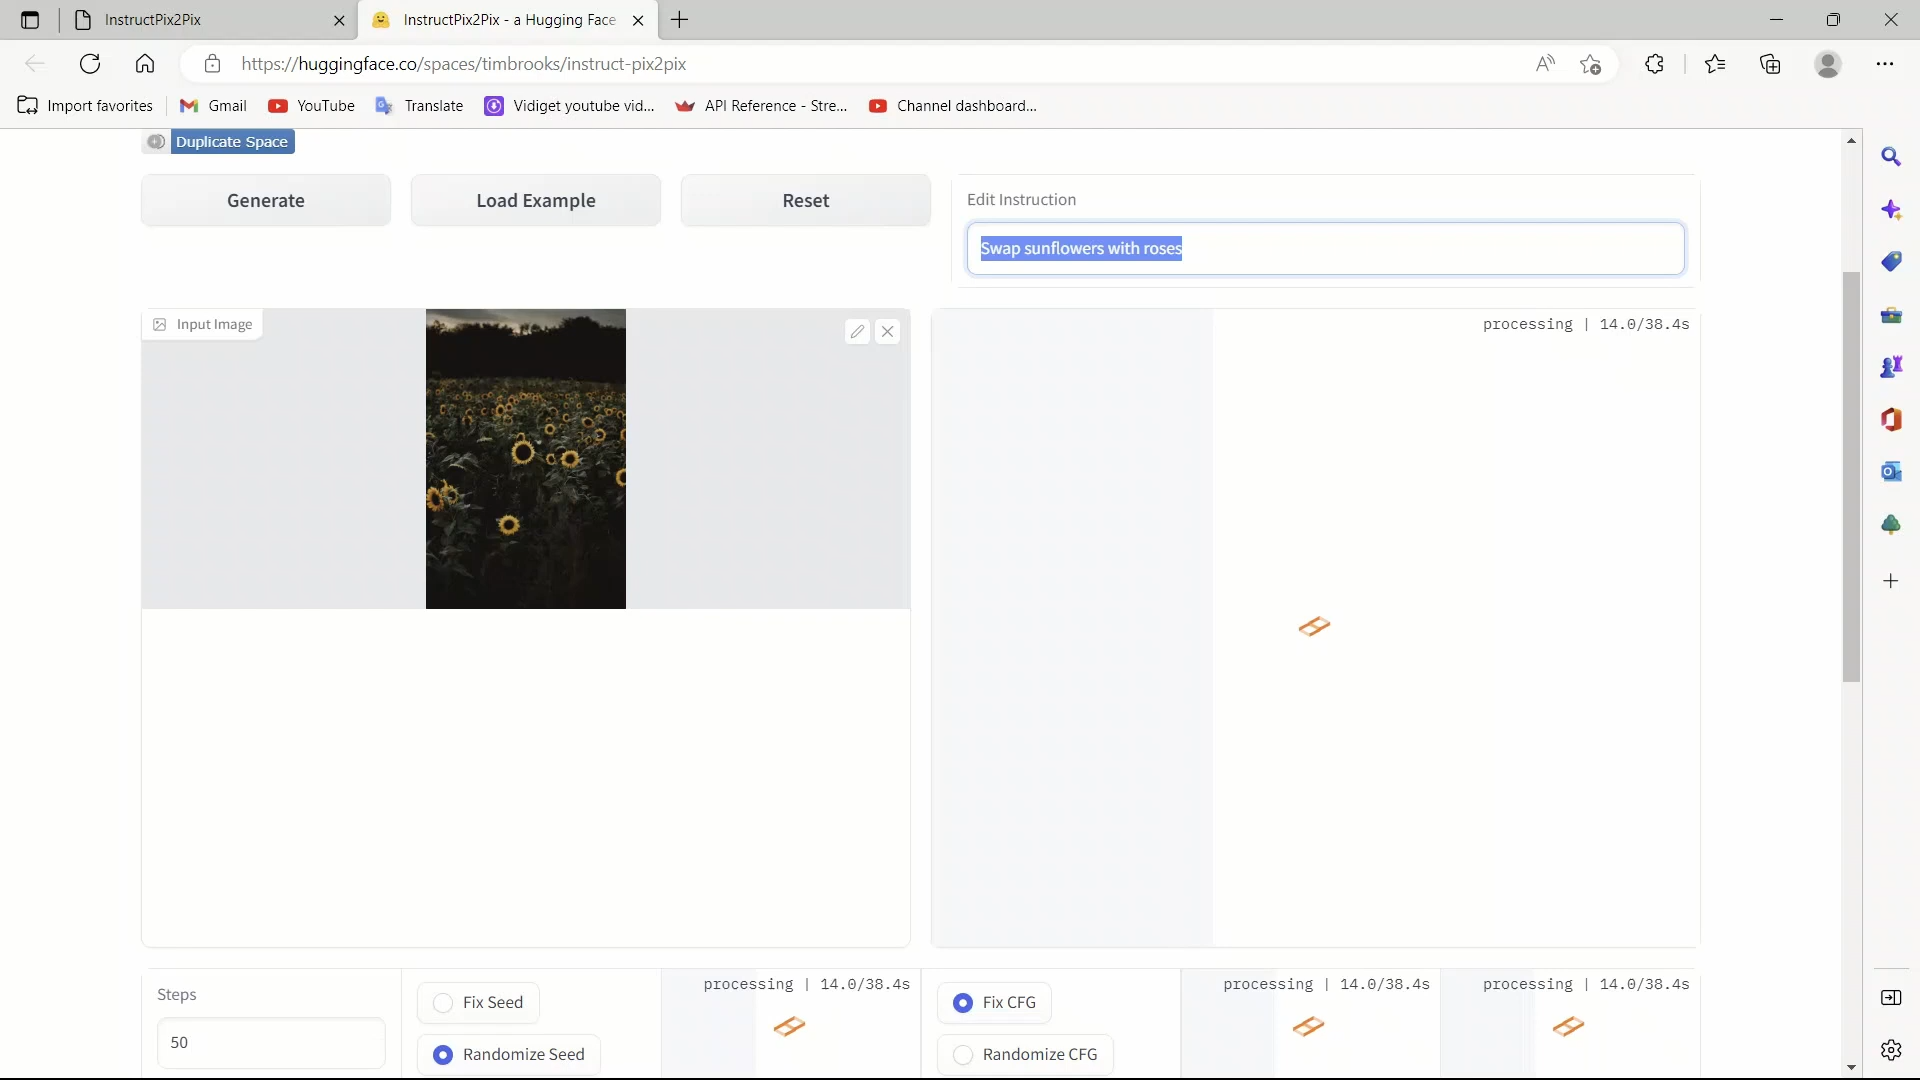 InstructPix2Pix
InstructPix2Pix - a Hugging Face
https://huggingface.co/spaces/timbrooks/instruct-pix2pix
Import favorites
Gmail
YouTube
Translate
Vidiget youtube vid...
API Reference - Stre...
Channel dashboard...
Duplicate Space
Generate
Load Example
Reset
Edit Instruction
Swap sunflowers with roses
Input Image
processing | 14.0/38.4s
Steps
50
Fix Seed
Randomize Seed
processing | 14.0/38.4s
Fix CFG
Randomize CFG
processing | 14.0/38.4s
processing | 14.0/38.4s